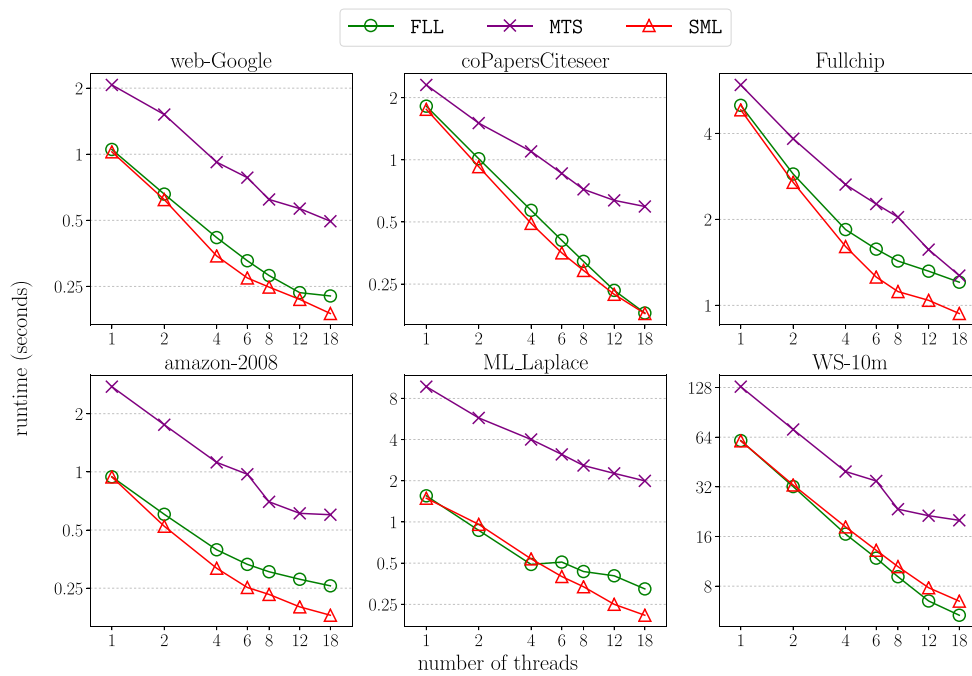 FLL MTS SML
web-Google coPapersCiteseer Fullchip
2 1 0.5 0.25
2 1 0.5 0.25
4 2 1
1 2 4 6 8 12 18
1 2 4 6 8 12 18
1 2 4 6 8 12 18
runtime (seconds)
amazon-2008 ML_Laplace WS-10m
2 1 0.5 0.25
8 4 2 1 0.5 0.25
128 64 32 16 8
1 2 4 6 8 12 18
1 2 4 6 8 12 18
1 2 4 6 8 12 18
number of threads